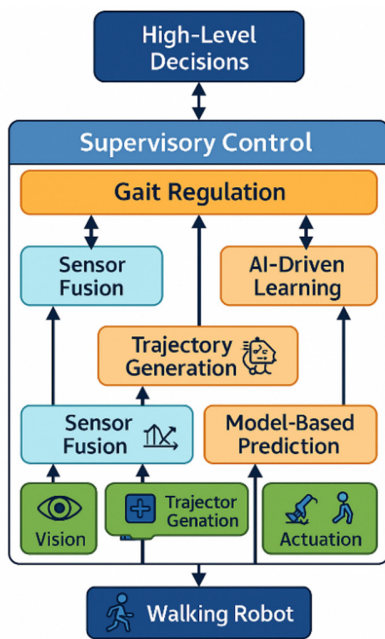 High-Level
Decisions
Supervisory Control
Gait Regulation
Sensor
Fusion
AI-Driven
Learning
Trajectory
Generation
Sensor
Fusion
Model-Based
Prediction
Vision
Trajector
Genation
Actuation
Walking Robot